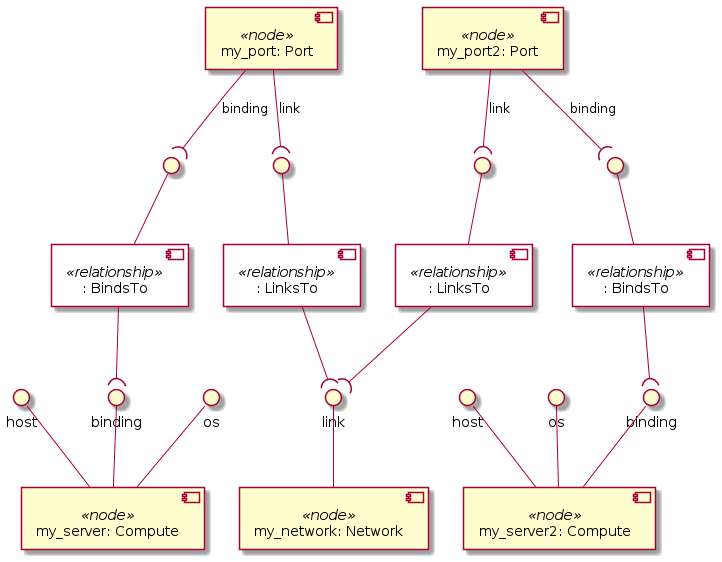 «node»
my_port: Port
«node»
my_port2: Port
binding
link
link
binding
«relationship»
: BindsTo
«relationship»
: LinksTo
«relationship»
: LinksTo
«relationship»
: BindsTo
host
binding
os
link
host
os
binding
«node»
my_server: Compute
«node»
my_network: Network
«node»
my_server2: Compute